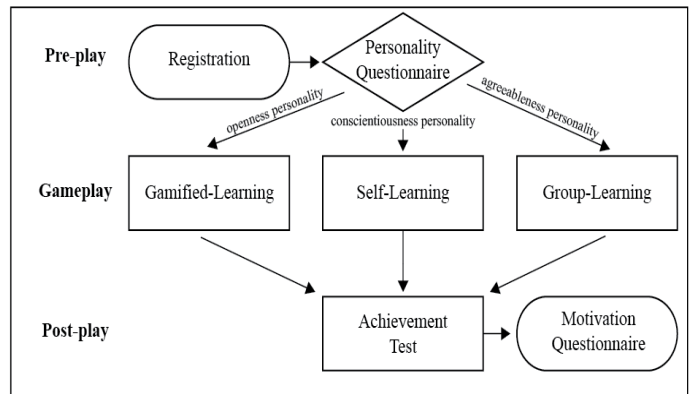 Pre-play
Registration
Personality
Questionnaire
openness personality
conscientiousness personality
agreeableness personality
Gameplay
Gamified-Learning
Self-Learning
Group-Learning
Post-play
Achievement
Test
Motivation
Questionnaire